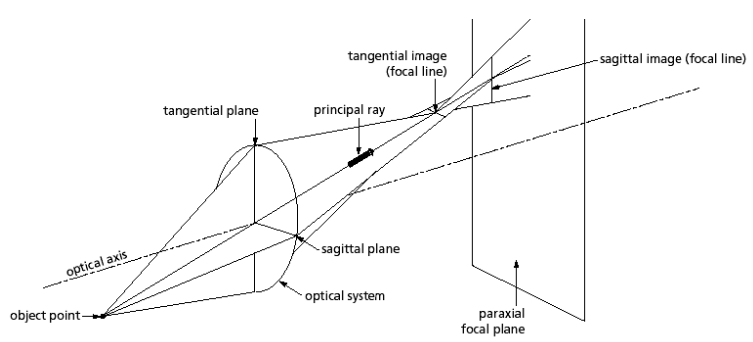 tangential image
(focal line)
sagittal image (focal line)
tangential plane
principal ray
optical axis
sagittal plane
optical system
object point
paraxial
focal plane